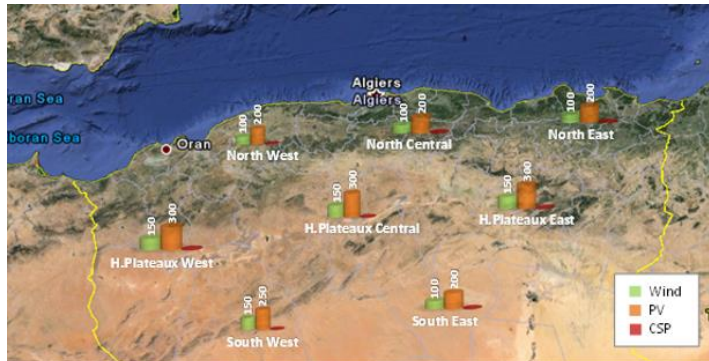 Algiers
Algiers
ran Sea
boran Sea
Oran
100
200
North West
100
200
North Central
100
200
North East
150
300
H.Plateaux West
150
300
H.Plateaux Central
150
300
H.Plateaux East
150
250
South West
100
200
South East
Wind
PV
CSP